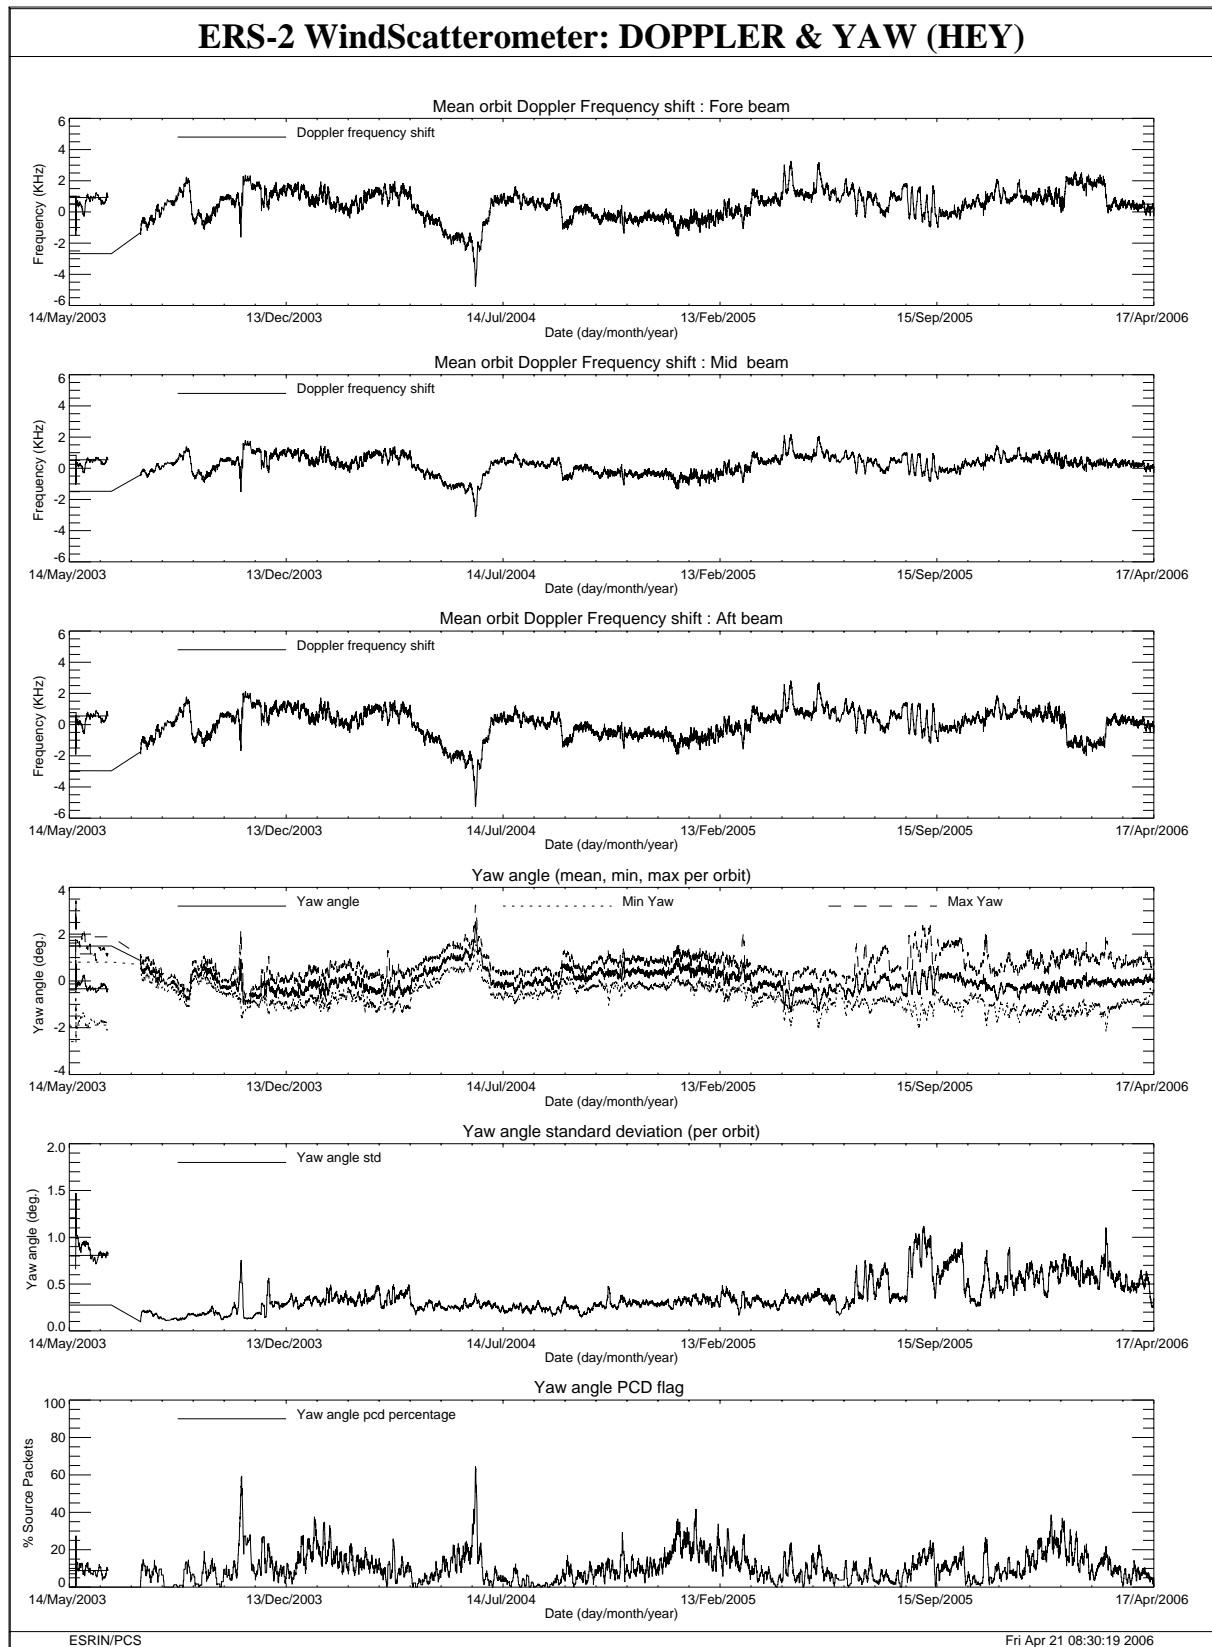 ERS-2 WindScatterometer: DOPPLER & YAW (HEY)
Mean orbit Doppler Frequency shift : Fore beam
Doppler frequency shift
Frequency (KHz)
6
4
2
0
-2
-4
-6
14/May/2003 13/Dec/2003 14/Jul/2004 13/Feb/2005 15/Sep/2005 17/Apr/2006
Date (day/month/year)
Mean orbit Doppler Frequency shift : Mid  beam
Doppler frequency shift
Frequency (KHz)
6
4
2
0
-2
-4
-6
14/May/2003 13/Dec/2003 14/Jul/2004 13/Feb/2005 15/Sep/2005 17/Apr/2006
Date (day/month/year)
Mean orbit Doppler Frequency shift : Aft beam
Doppler frequency shift
Frequency (KHz)
6
4
2
0
-2
-4
-6
14/May/2003 13/Dec/2003 14/Jul/2004 13/Feb/2005 15/Sep/2005 17/Apr/2006
Date (day/month/year)
Yaw angle (mean, min, max per orbit)
Yaw angle Min Yaw Max Yaw
Yaw angle (deg.)
4
2
0
-2
-4
14/May/2003 13/Dec/2003 14/Jul/2004 13/Feb/2005 15/Sep/2005 17/Apr/2006
Date (day/month/year)
Yaw angle standard deviation (per orbit)
Yaw angle std
Yaw angle (deg.)
2.0
1.5
1.0
0.5
0.0
14/May/2003 13/Dec/2003 14/Jul/2004 13/Feb/2005 15/Sep/2005 17/Apr/2006
Date (day/month/year)
Yaw angle PCD flag
Yaw angle pcd percentage
% Source Packets
100
80
60
40
20
0
14/May/2003 13/Dec/2003 14/Jul/2004 13/Feb/2005 15/Sep/2005 17/Apr/2006
Date (day/month/year)
ESRIN/PCS Fri Apr 21 08:30:19 2006